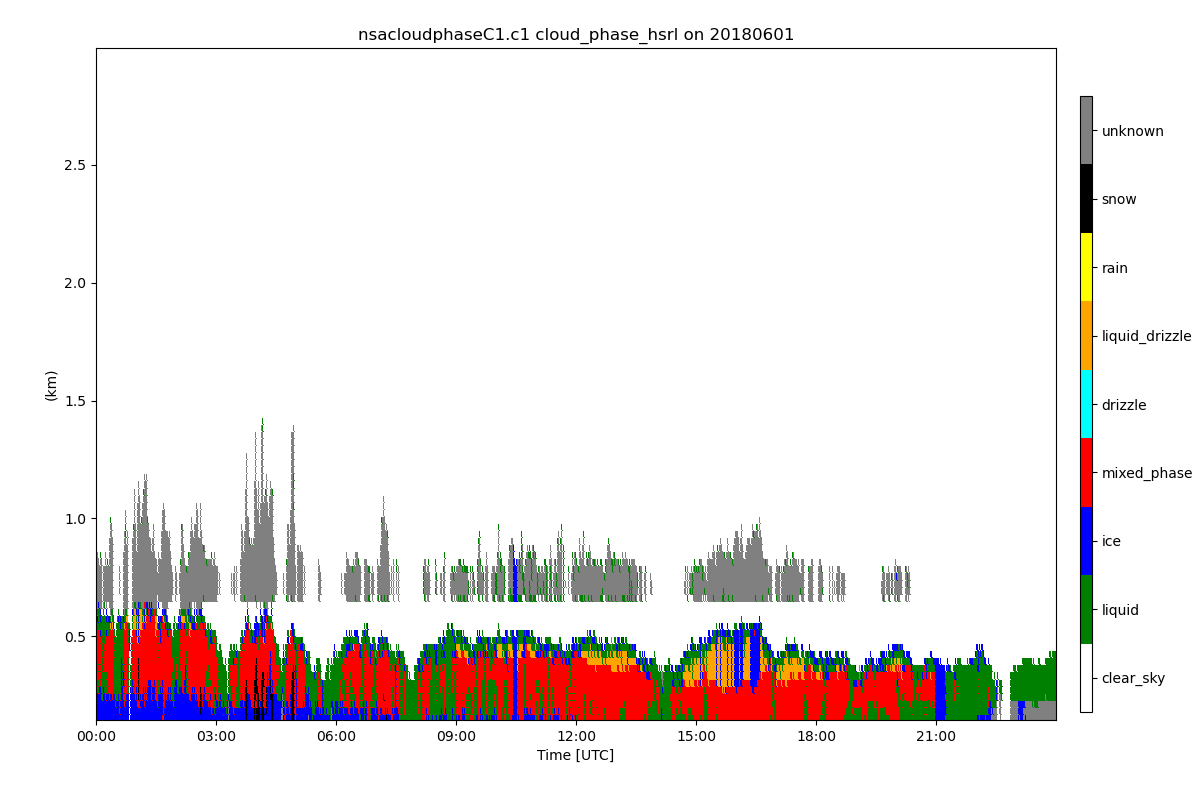 nsacloudphaseC1.c1 cloud_phase_hsrl on 20180601
2.5
2.0
1.5
1.0
0.5
(km)
00:00 03:00 06:00 09:00 12:00 15:00 18:00 21:00
Time [UTC]
unknown
snow
rain
liquid_drizzle
drizzle
mixed_phase
ice
liquid
clear_sky